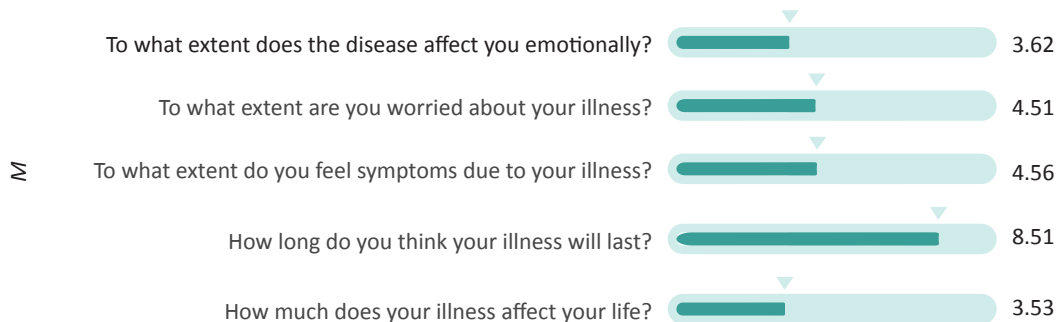 To what extent does the disease affect you emotionally? 3.62
To what extent are you worried about your illness? 4.51
M
To what extent do you feel symptoms due to your illness? 4.56
How long do you think your illness will last? 8.51
How much does your illness affect your life? 3.53